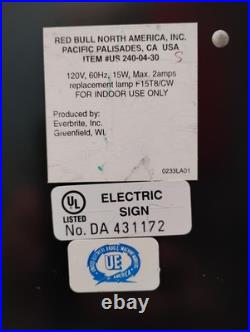 RED BULL NORTH AMERICA, INC.
PACIFIC PALISADES, CA USA
ITEM #US 240-04-30
S
120V, 60Hz, 15W, Max. 2amps
replacement lamp F15T8/CW
FOR INDOOR USE ONLY
Produced by:
Everbrite, Inc.
Greenfield, WI
0233LA01
UL
LISTED
ELECTRIC
SIGN
No. DA 431172
UE
AMERICA